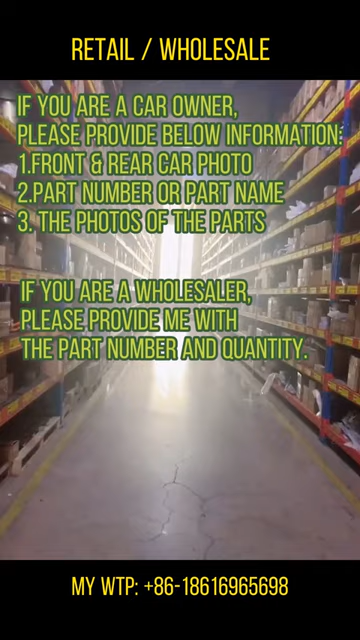 RETAIL / WHOLESALE
IF YOU ARE A CAR OWNER,
PLEASE PROVIDE BELOW INFORMATION:
1.FRONT & REAR CAR PHOTO
2.PART NUMBER OR PART NAME
3. THE PHOTOS OF THE PARTS
IF YOU ARE A WHOLESALER,
PLEASE PROVIDE ME WITH
THE PART NUMBER AND QUANTITY.
MY WTP: +86-18616965698